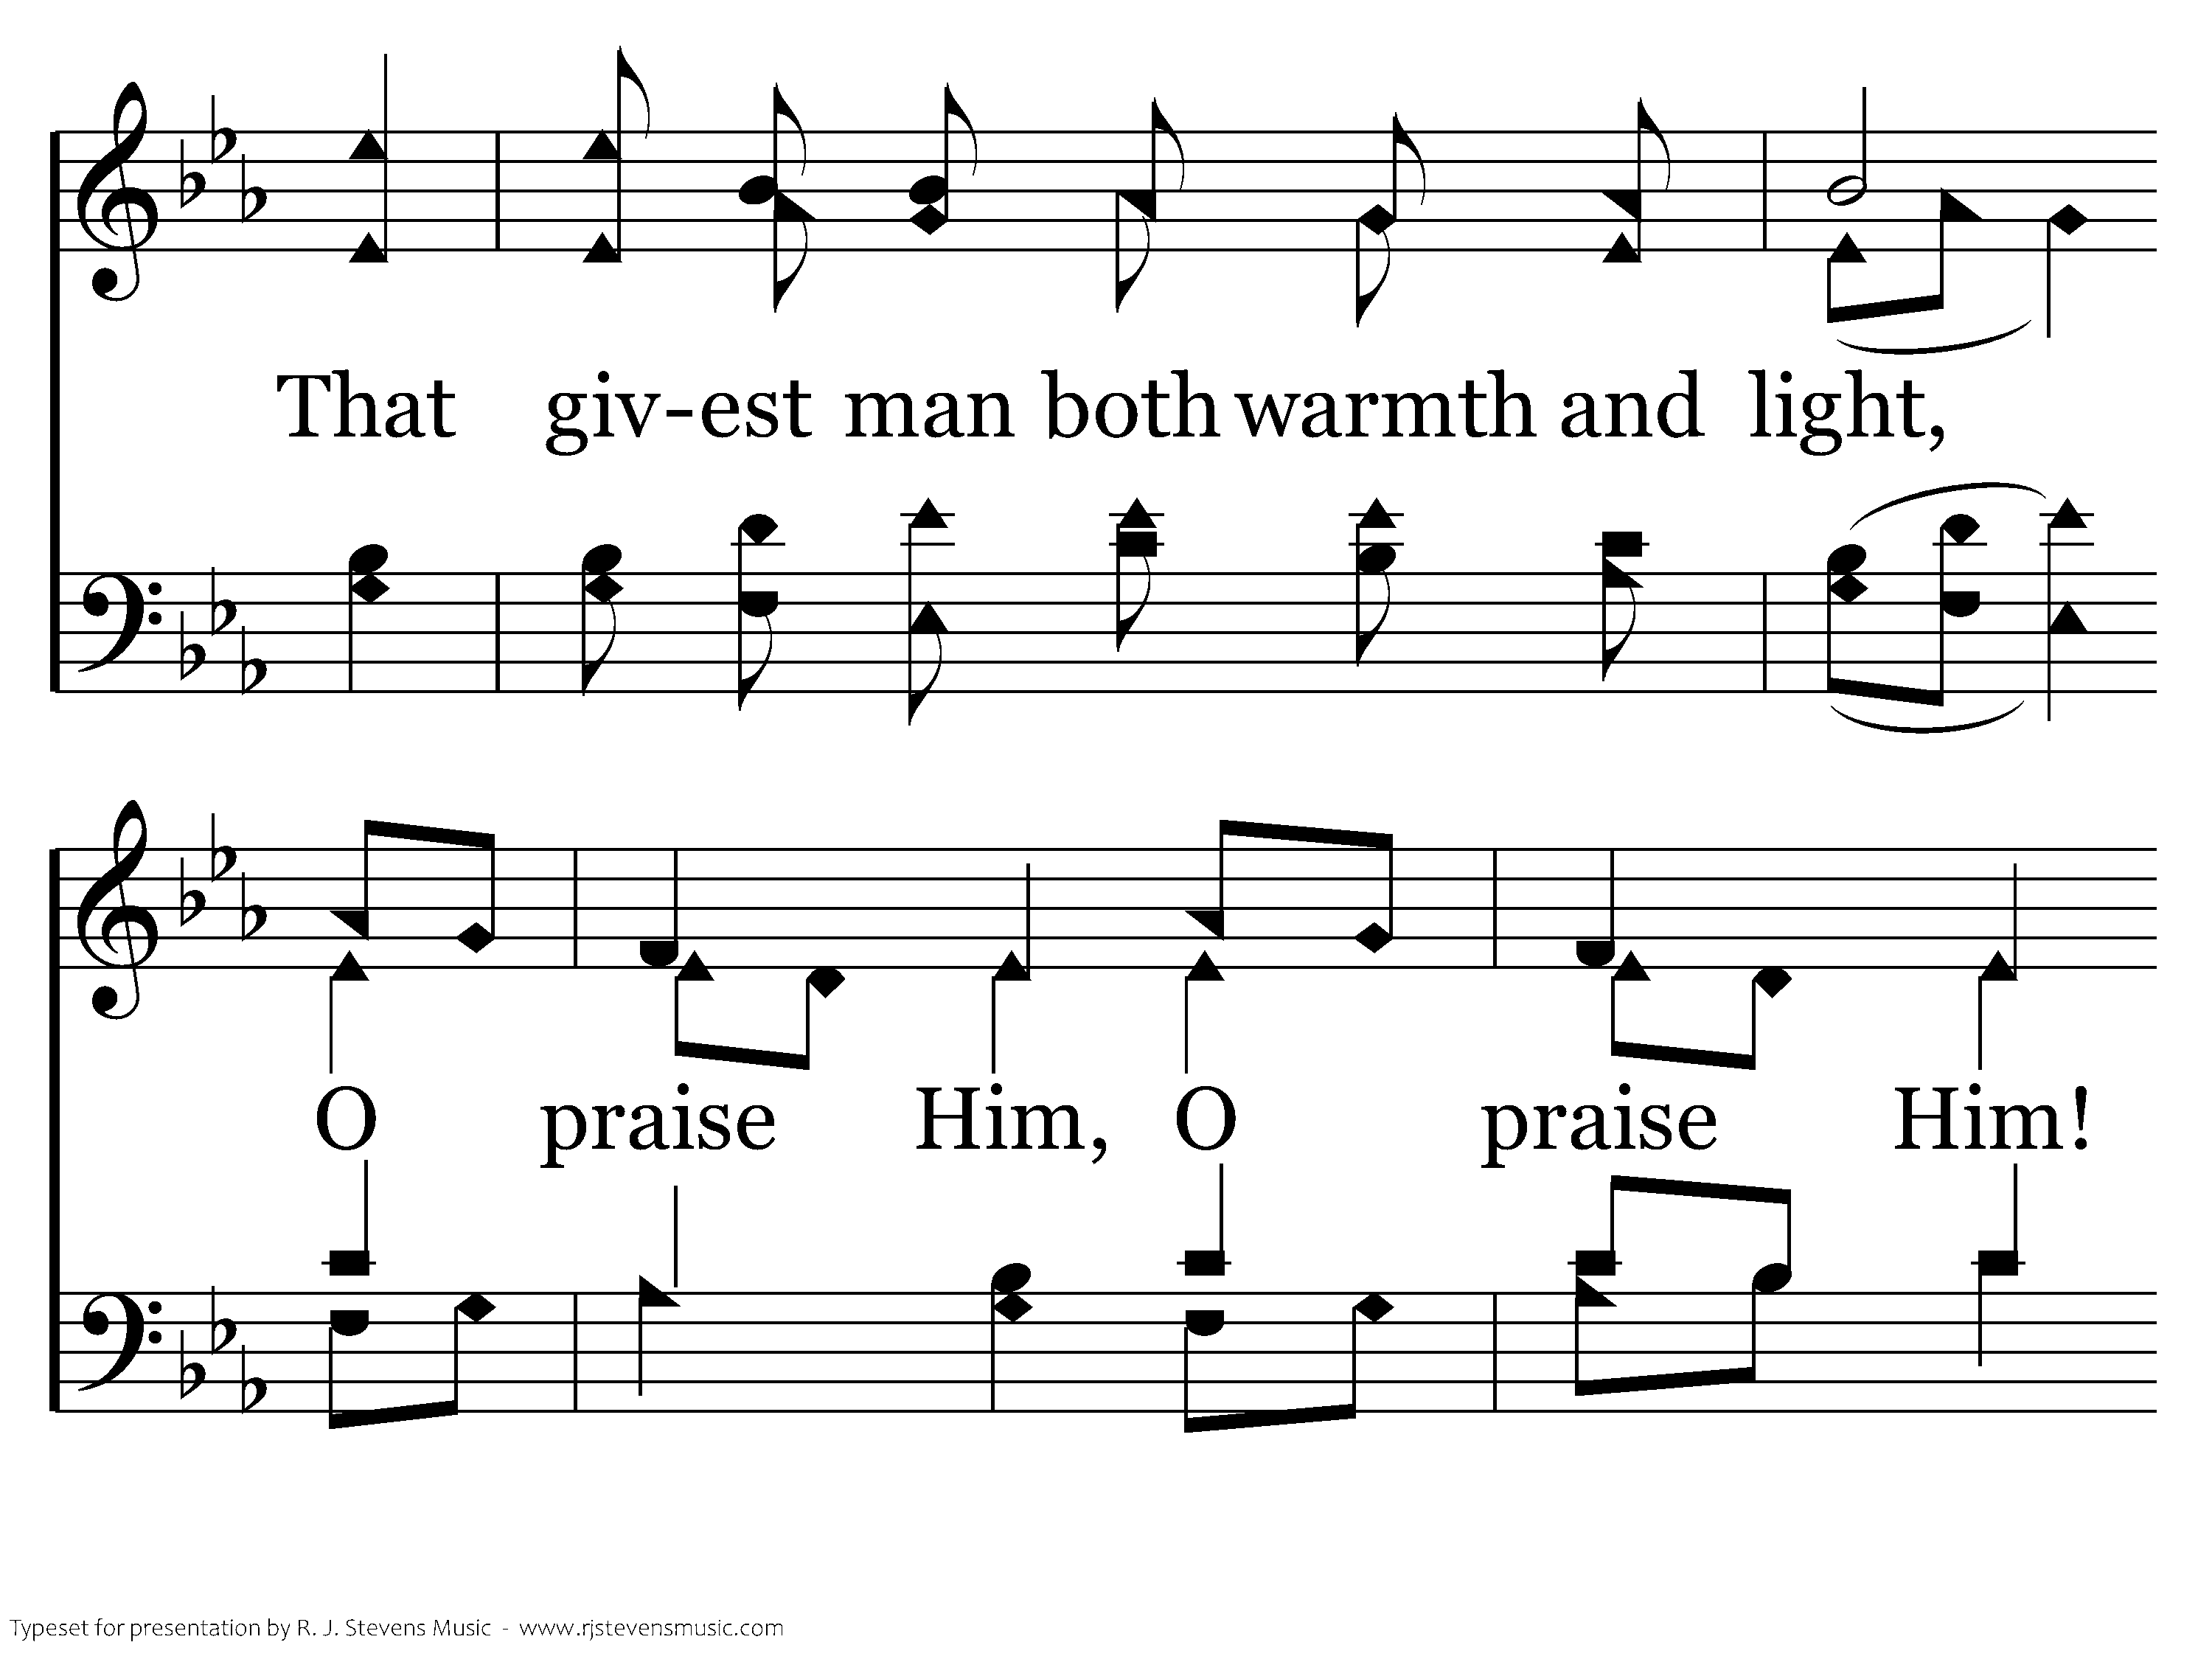 That giv-est man both warmth and light,
O praise Him, O praise Him!
Typeset for presentation by R. J. Stevens Music - www.rjstevensmusic.com